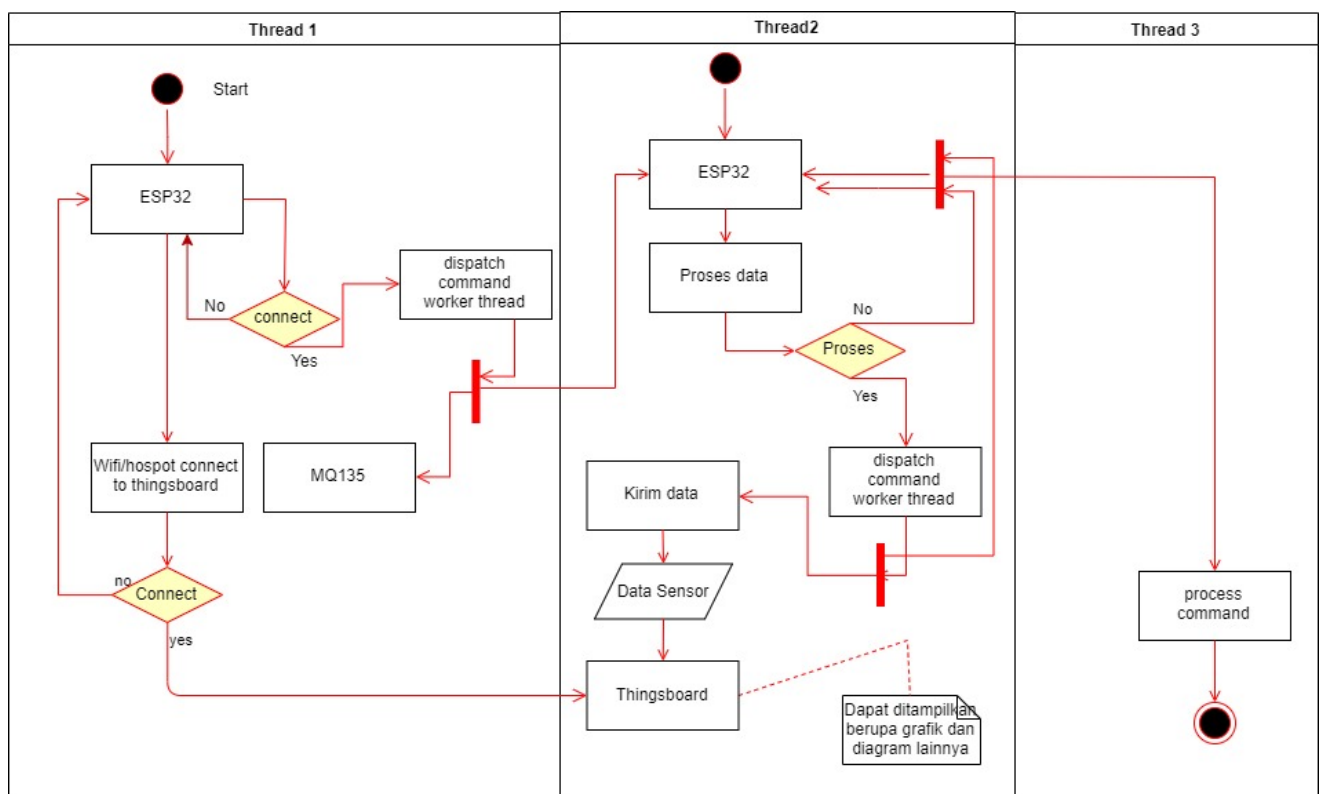 Thread 1
Thread2
Thread 3
Start
ESP32
No
connect
Yes
dispatch
command
worker thread
Wifi/hospot connect
to thingsboard
MQ135
no
Connect
yes
ESP32
Proses data
No
Proses
Yes
dispatch
command
worker thread
Kirim data
Data Sensor
Thingsboard
Dapat ditampilkan
berupa grafik dan
diagram lainnya
process
command